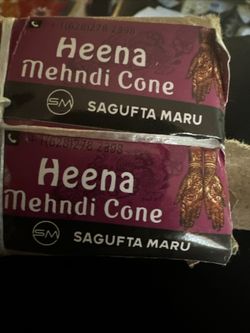 Heena
Mehndi Cone
SM SAGUFTA MARU
Heena
Mehndi Cone
SM SAGUFTA MARU